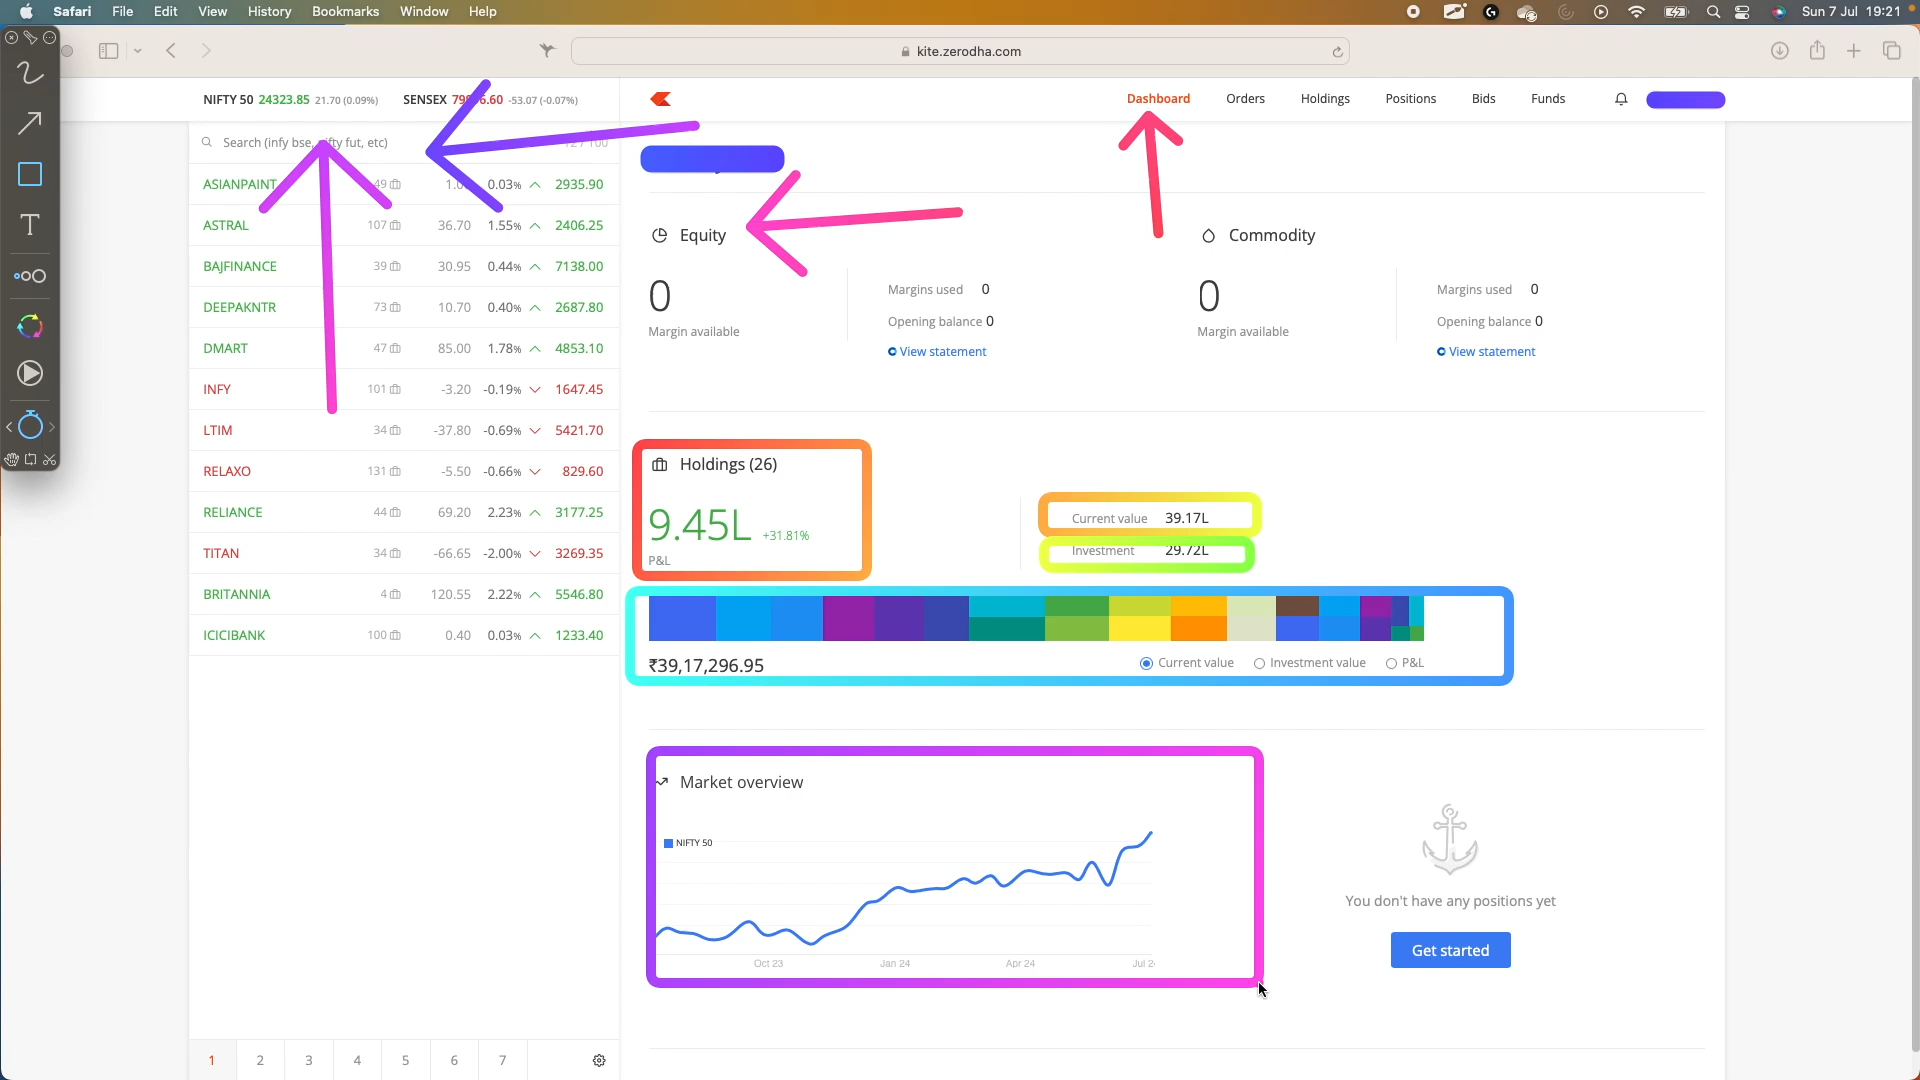 Safari File Edit View History Bookmarks Window Help Sun 7 Jul 19:21
kite.zerodha.com
NIFTY 50 24323.85 21.70 (0.09%) SENSEX -53.07 (-0.07%)
Dashboard Orders Holdings Positions Bids Funds
Search (infy bse, nifty fut, etc) 12 / 100
ASIANPAINT 49 0.03% 2935.90
ASTRAL 107 36.70 1.55% 2406.25
BAJFINANCE 39 30.95 0.44% 7138.00
DEEPAKNTR 73 10.70 0.40% 2687.80
DMART 47 85.00 1.78% 4853.10
INFY 101 -3.20 -0.19% 1647.45
LTIM 34 -37.80 -0.69% 5421.70
RELAXO 131 -5.50 -0.66% 829.60
RELIANCE 44 69.20 2.23% 3177.25
TITAN 34 -66.65 -2.00% 3269.35
BRITANNIA 4 120.55 2.22% 5546.80
ICICIBANK 100 0.40 0.03% 1233.40
1 2 3 4 5 6 7
Equity
0
Margin available
Margins used 0
Opening balance 0
View statement
Commodity
0
Margin available
Margins used 0
Opening balance 0
View statement
Holdings (26)
9.45L +31.81%
P&L
Current value 39.17L
Investment 29.72L
₹39,17,296.95
Current value Investment value P&L
Market overview
NIFTY 50
Oct 23 Jan 24 Apr 24 Jul
You don't have any positions yet
Get started
T